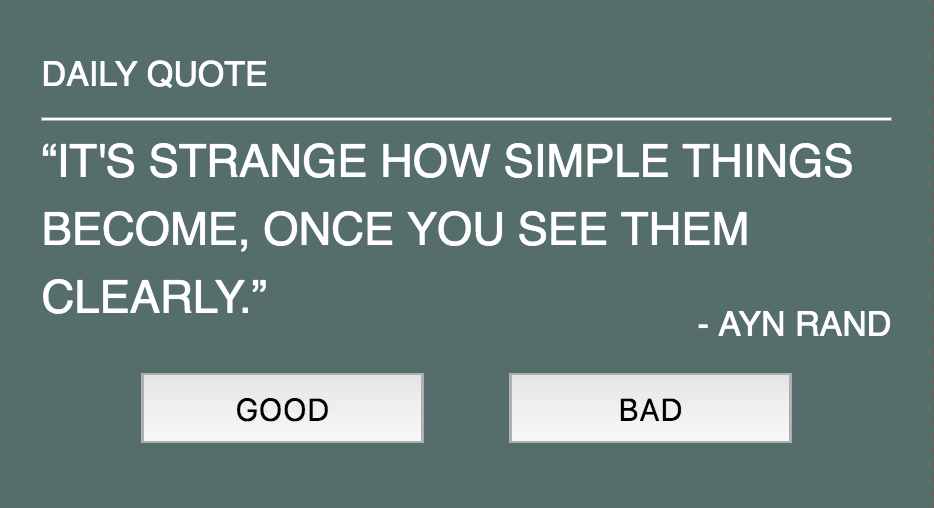 DAILY QUOTE
“IT'S STRANGE HOW SIMPLE THINGS
BECOME, ONCE YOU SEE THEM
CLEARLY.”
- AYN RAND
GOOD
BAD